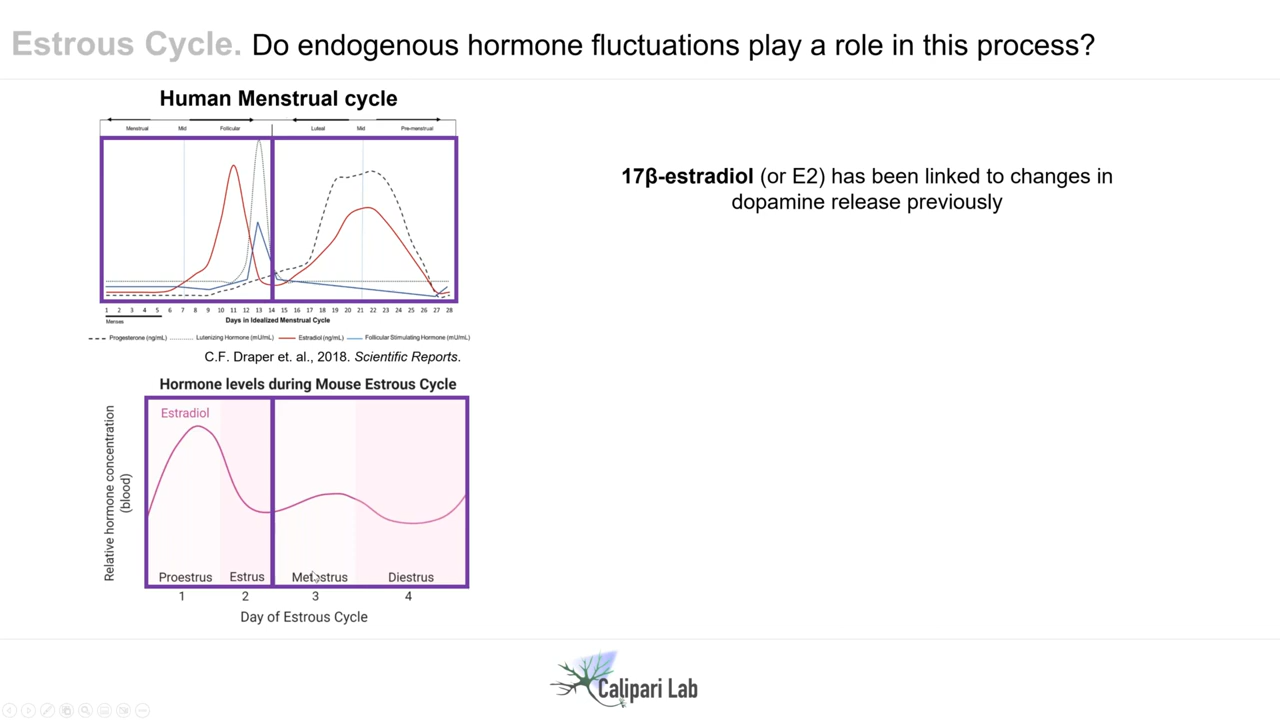 Estrous Cycle. Do endogenous hormone fluctuations play a role in this process?
Human Menstrual cycle
Menstrual Mid Follicular Luteal Mid Pre-menstrual
1 2 3 4 5 6 7 8 9 10 11 12 13 14 15 16 17 18 19 20 21 22 23 24 25 26 27 28
Menses
Days in Idealized Menstrual Cycle
Progesterone (ng/mL) Lutenizing Hormone (mU/mL) Estradiol (ng/mL) Follicular Stimulating Hormone (mU/mL)
C.F. Draper et. al., 2018. Scientific Reports.
17β-estradiol (or E2) has been linked to changes in
dopamine release previously
Hormone levels during Mouse Estrous Cycle
Relative hormone concentration
(blood)
Estradiol
Proestrus Estrus Metestrus Diestrus
1 2 3 4
Day of Estrous Cycle
Calipari Lab